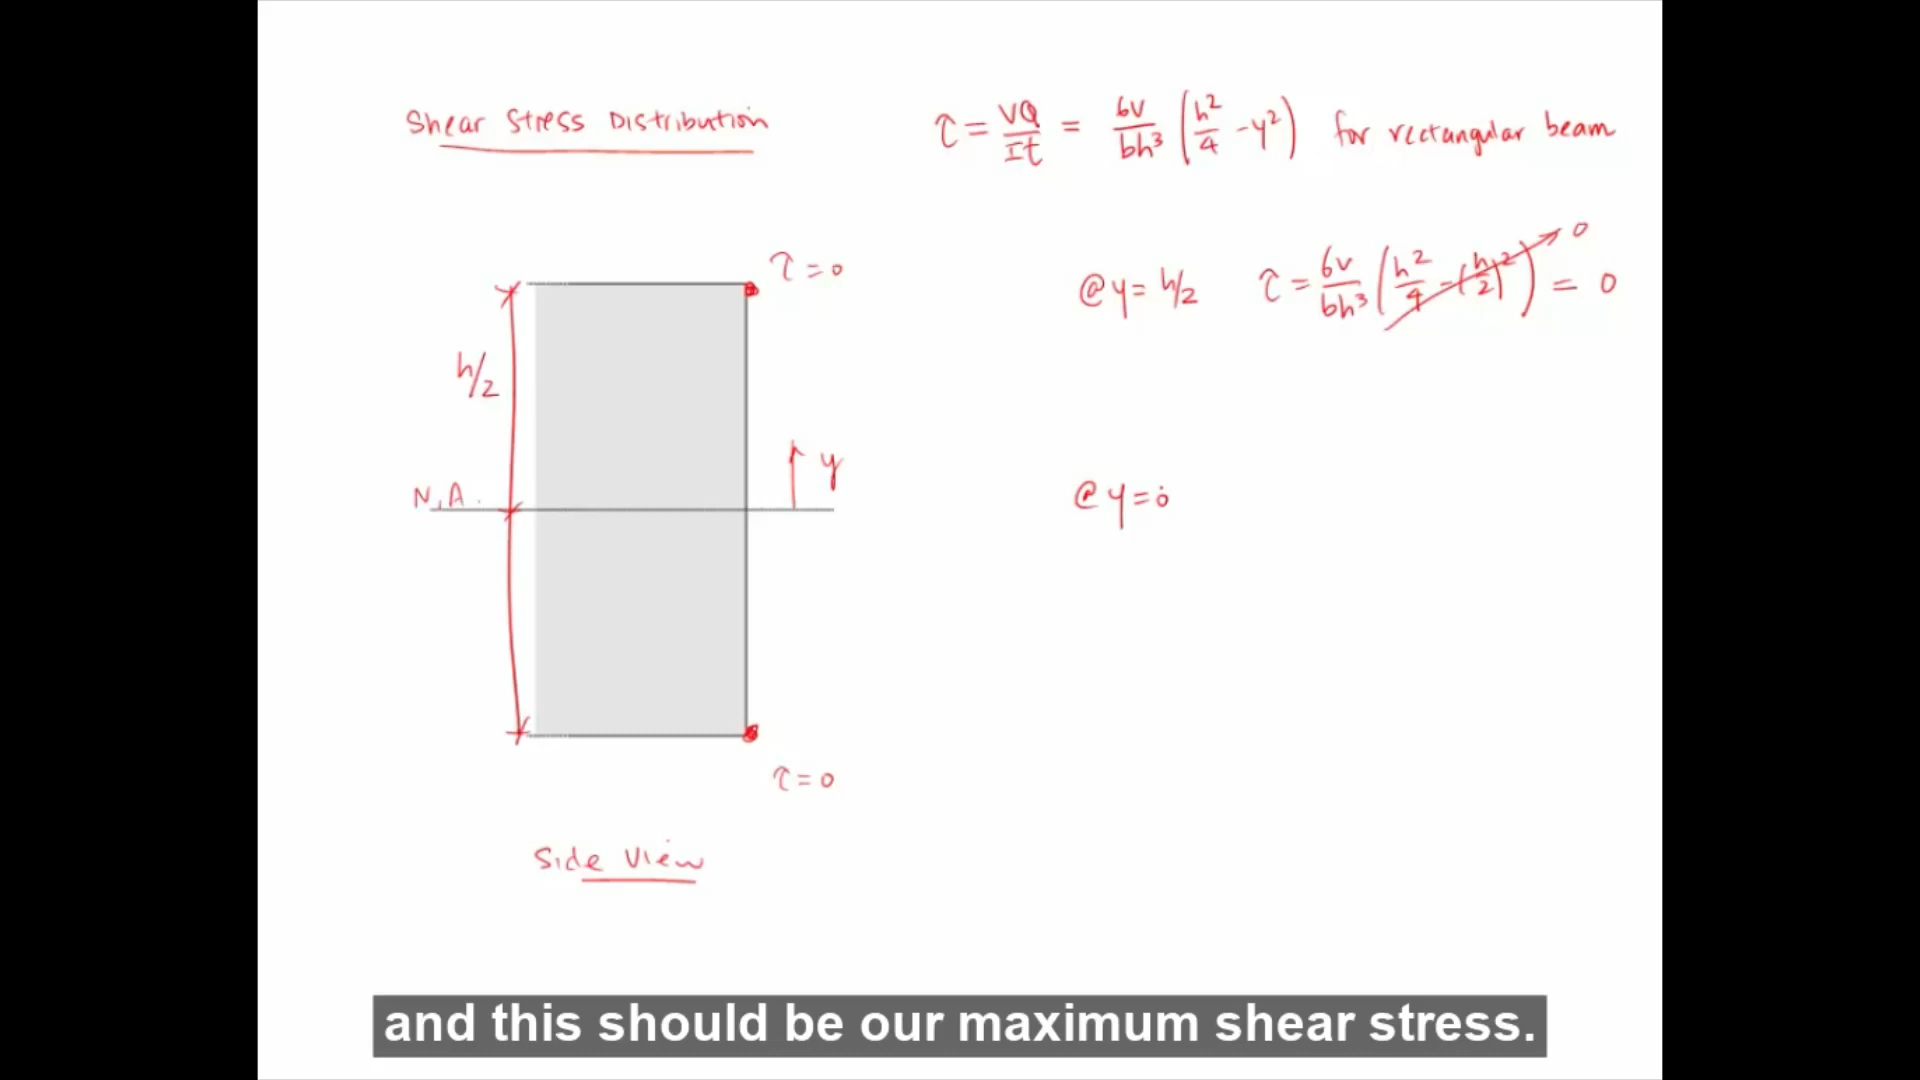 Shear Stress Distribution
τ = VQ/It = 6V/bh³ (h²/4 - y²) for rectangular beam
τ = 0
@ y = h/2 τ = 6V/bh³ (h²/4 - (h/2)²) → 0 = 0
h/2
y
N.A.
@ y = 0
τ = 0
Side View
and this should be our maximum shear stress.